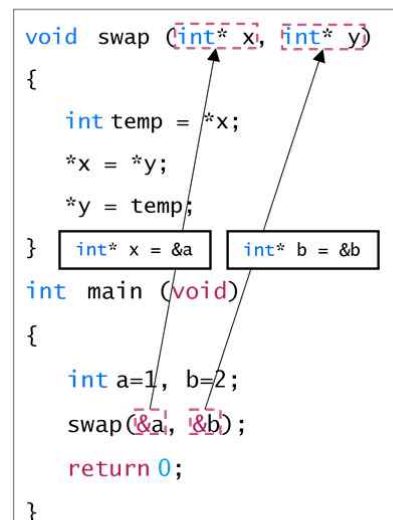 void swap (int* x, int* y)
{
int temp = *x;
*x = *y;
*y = temp;
}
int* x = &a
int* b = &b
int main (void)
{
int a=1, b=2;
swap(&a, &b);
return 0;
}